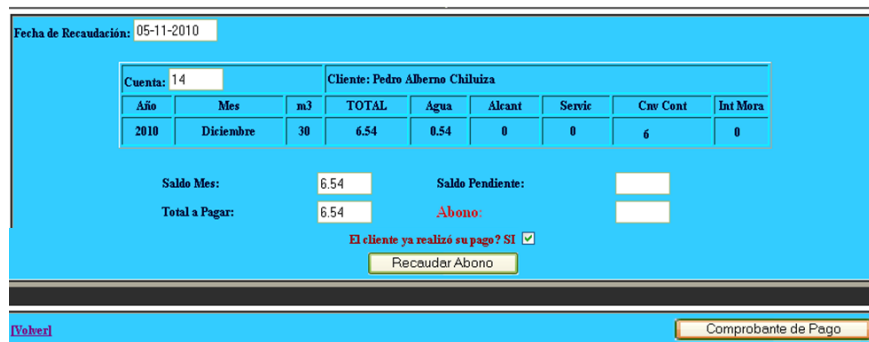 Fecha de Recaudación: 05-11-2010
Cuenta: 14 Cliente: Pedro Alberno Chiluiza
Año Mes m3 TOTAL Agua Alcant Servic Cnv Cont Int Mora
2010 Diciembre 30 6.54 0.54 0 0 6 0
Saldo Mes: 6.54 Saldo Pendiente:
Total a Pagar: 6.54 Abono:
El cliente ya realizó su pago? SI
Recaudar Abono
[Volver] Comprobante de Pago